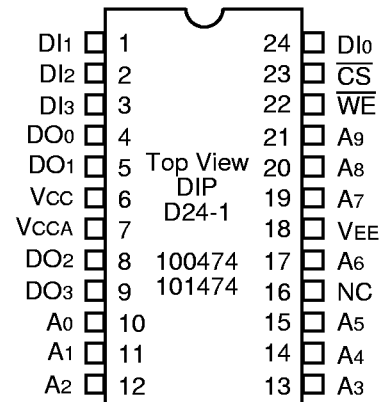 DI1 1 24 DI0
DI2 2 23 CS
DI3 3 22 WE
DO0 4 21 A9
DO1 5 Top View 20 A8
VCC 6 DIP 19 A7
VCCA 7 D24-1 18 VEE
DO2 8 100474 17 A6
DO3 9 101474 16 NC
A0 10 15 A5
A1 11 14 A4
A2 12 13 A3